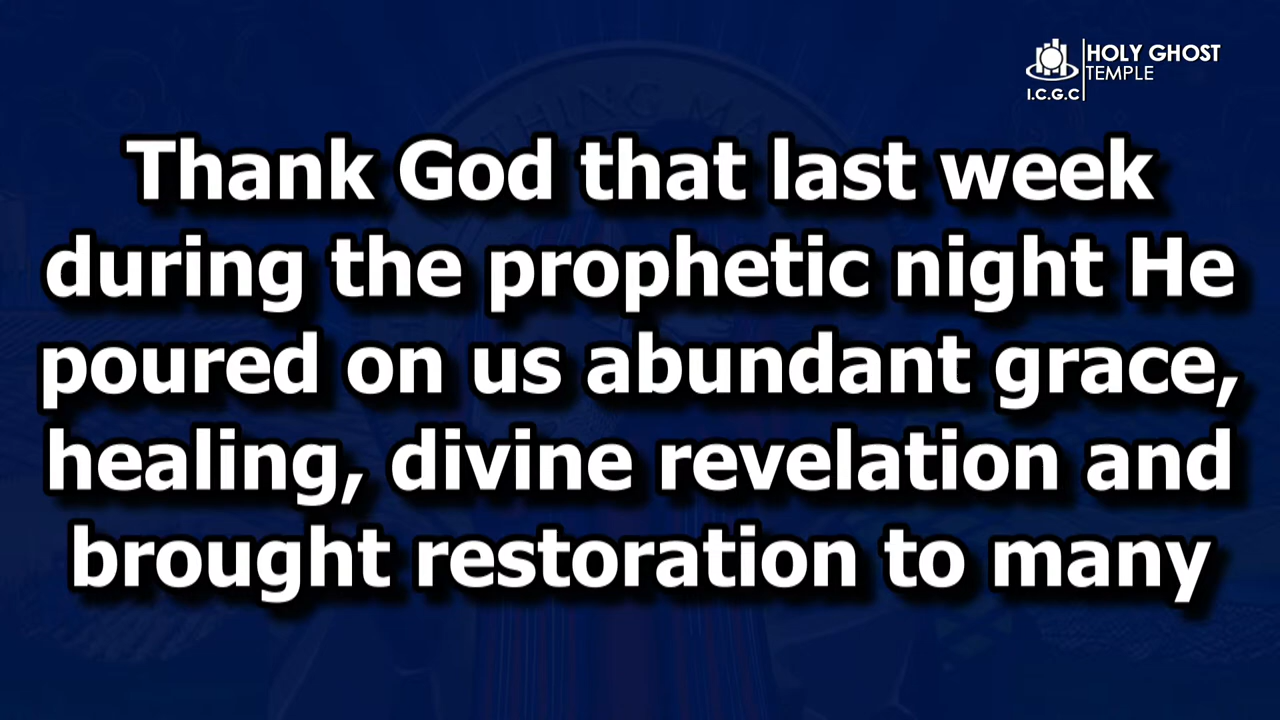 HOLY GHOST
TEMPLE
I.C.G.C
Thank God that last week
during the prophetic night He
poured on us abundant grace,
healing, divine revelation and
brought restoration to many